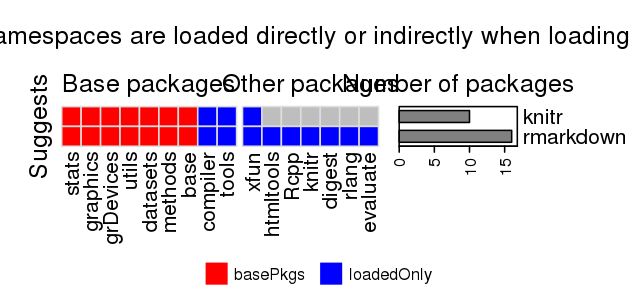 amespaces are loaded directly or indirectly when loading
Base packages
Other packages
Number of packages
Suggests
knitr
rmarkdown
stats
graphics
grDevices
utils
datasets
methods
base
compiler
tools
xfun
htmltools
Rcpp
knitr
digest
rlang
evaluate
0
5
10
15
basePkgs
loadedOnly